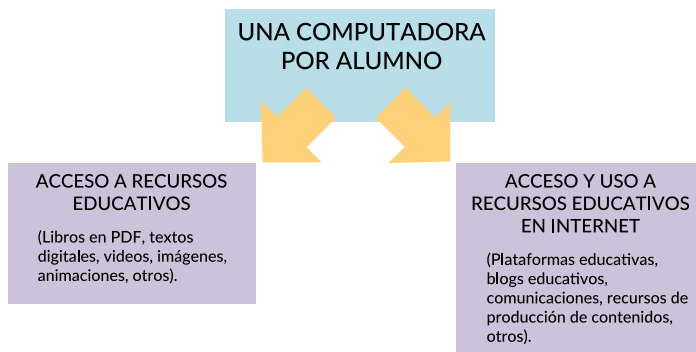 UNA COMPUTADORA
POR ALUMNO
ACCESO A RECURSOS
EDUCATIVOS
(Libros en PDF, textos
digitales, videos, imágenes,
animaciones, otros).
ACCESO Y USO A
RECURSOS EDUCATIVOS
EN INTERNET
(Plataformas educativas,
blogs educativos,
comunicaciones, recursos de
producción de contenidos,
otros).